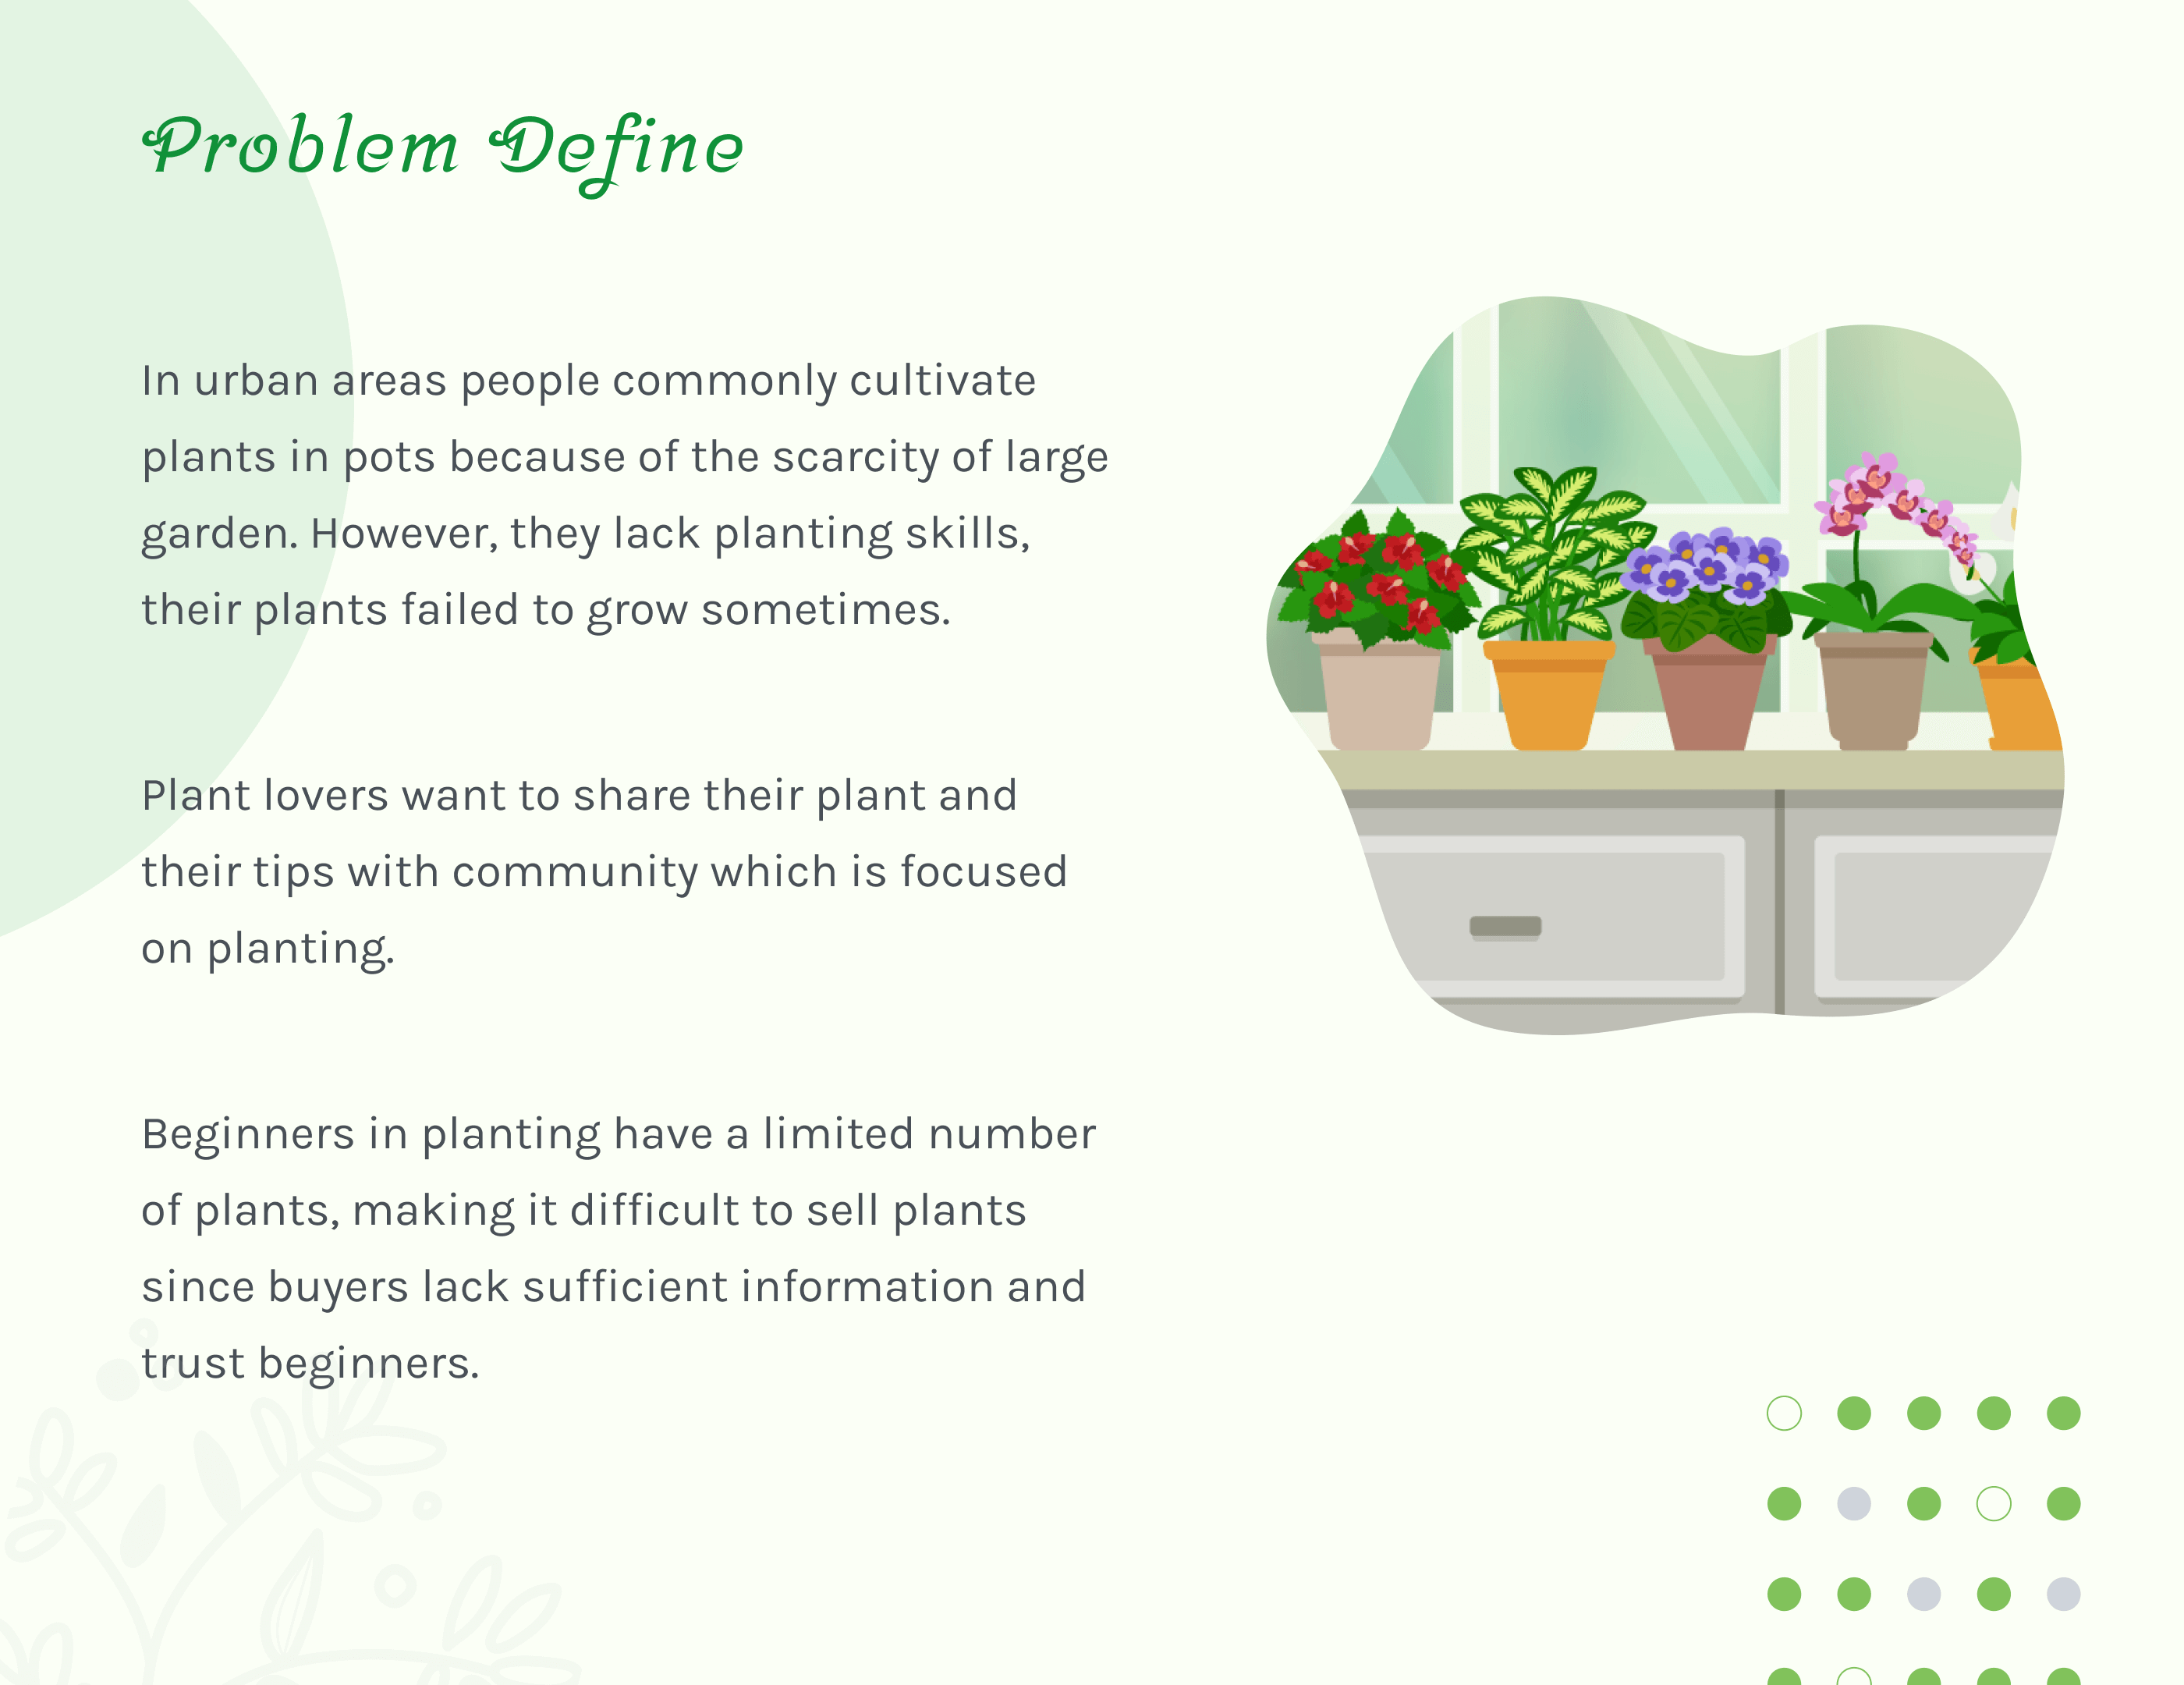 Problem Define
In urban areas people commonly cultivate
plants in pots because of the scarcity of large
garden. However, they lack planting skills,
their plants failed to grow sometimes.
Plant lovers want to share their plant and
their tips with community which is focused
on planting.
Beginners in planting have a limited number
of plants, making it difficult to sell plants
since buyers lack sufficient information and
trust beginners.